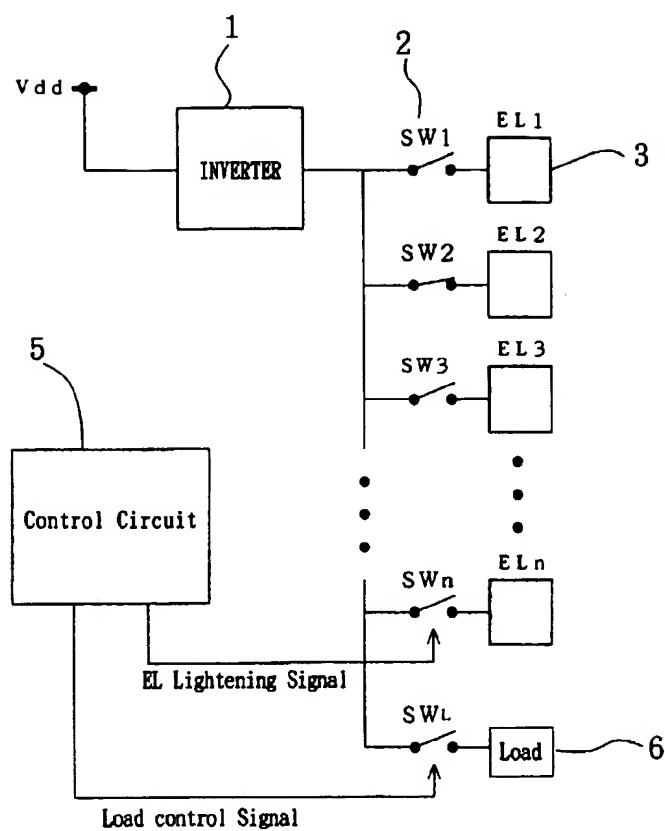 1
2
Vdd
INVERTER
SW1
EL1
3
SW2
EL2
SW3
EL3
5
Control Circuit
SWn
ELn
EL Lightening Signal
SWL
Load
6
Load control Signal